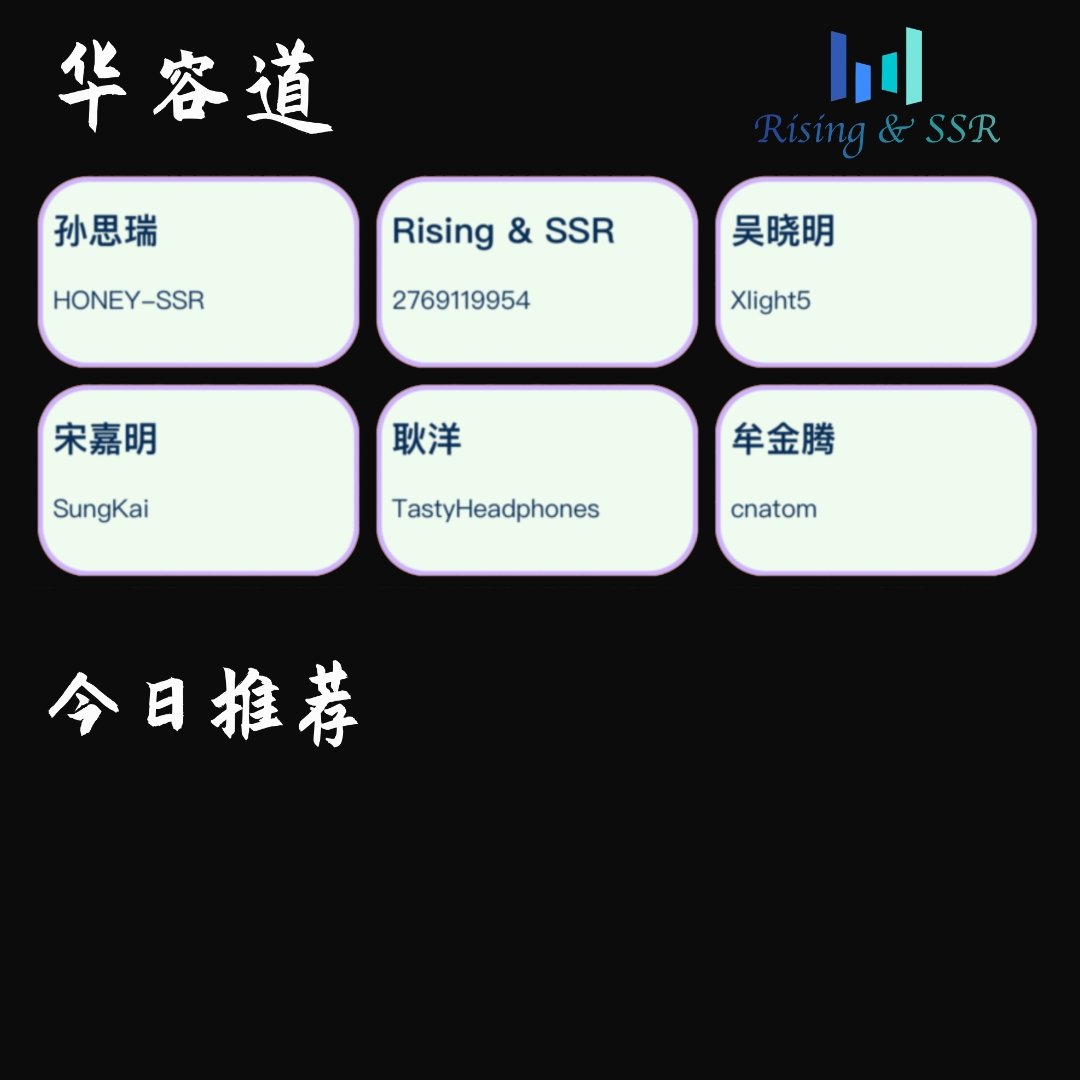 华容道
Rising & SSR
孙思瑞
HONEY-SSR
Rising & SSR
2769119954
吴晓明
Xlight5
宋嘉明
SungKai
耿洋
TastyHeadphones
牟金腾
cnatom
今日推荐